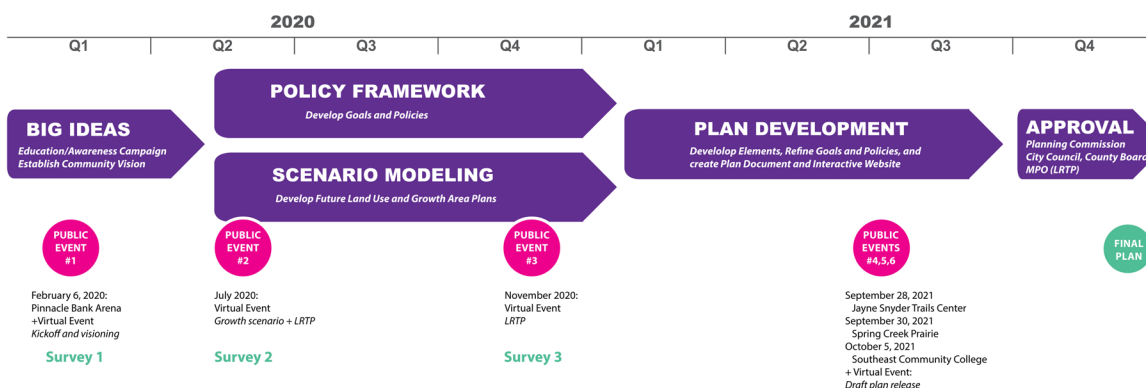 2020
2021
Q1
Q2
Q3
Q4
Q1
Q2
Q3
Q4
BIG IDEAS
Education/Awareness Campaign
Establish Community Vision
POLICY FRAMEWORK
Develop Goals and Policies
SCENARIO MODELING
Develop Future Land Use and Growth Area Plans
PLAN DEVELOPMENT
Develolop Elements, Refine Goals and Policies, and
create Plan Document and Interactive Website
APPROVAL
Planning Commission
City Council, County Board
MPO (LRTP)
PUBLIC
EVENT
#1
PUBLIC
EVENT
#2
PUBLIC
EVENT
#3
PUBLIC
EVENTS
#4,5,6
FINAL
PLAN
February 6, 2020:
Pinnacle Bank Arena
+Virtual Event
Kickoff and visioning
Survey 1
July 2020:
Virtual Event
Growth scenario + LRTP
Survey 2
November 2020:
Virtual Event
LRTP
Survey 3
September 28, 2021
Jayne Snyder Trails Center
September 30, 2021
Spring Creek Prairie
October 5, 2021
Southeast Community College
+ Virtual Event:
Draft plan release